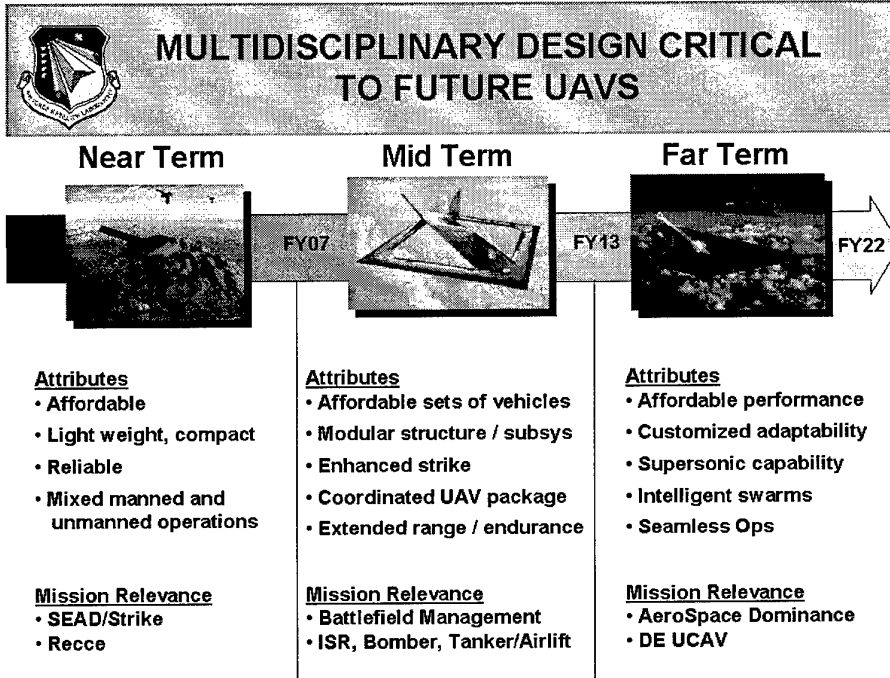 MULTIDISCIPLINARY DESIGN CRITICAL
TO FUTURE UAVS
Near Term
Mid Term
Far Term
FY07
FY13
FY22
Attributes
• Affordable
• Light weight, compact
• Reliable
• Mixed manned and
unmanned operations
Mission Relevance
• SEAD/Strike
• Recce
Attributes
• Affordable sets of vehicles
• Modular structure / subsys
• Enhanced strike
• Coordinated UAV package
• Extended range / endurance
Mission Relevance
• Battlefield Management
• ISR, Bomber, Tanker/Airlift
Attributes
• Affordable performance
• Customized adaptability
• Supersonic capability
• Intelligent swarms
• Seamless Ops
Mission Relevance
• AeroSpace Dominance
• DE UCAV